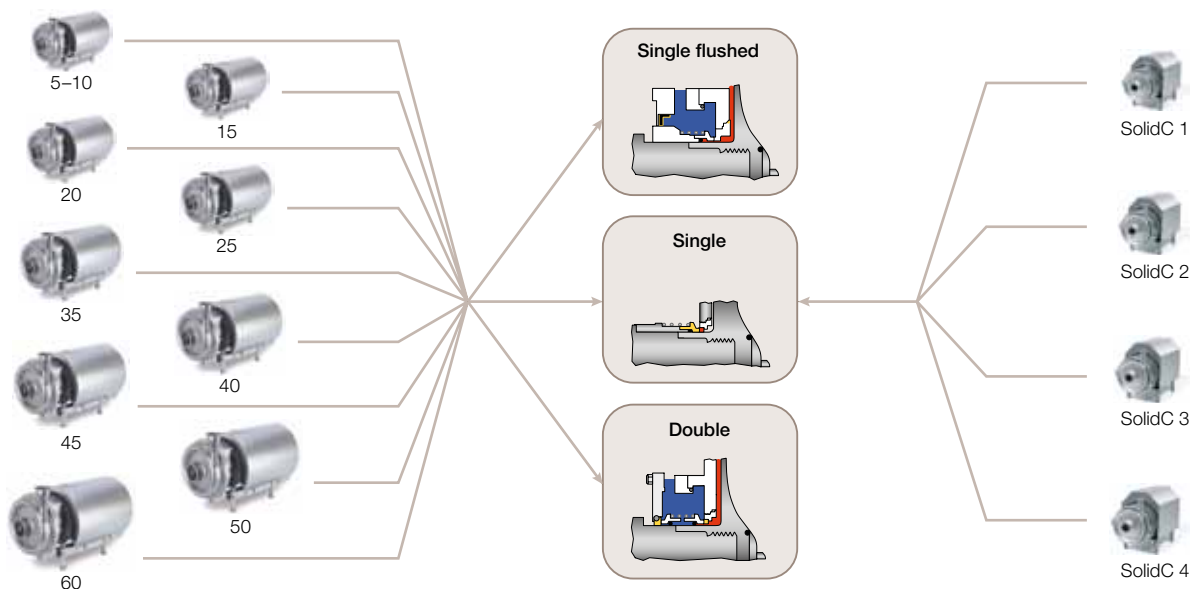 5–10
15
20
25
35
40
45
50
60
Single flushed
Single
Double
SolidC 1
SolidC 2
SolidC 3
SolidC 4